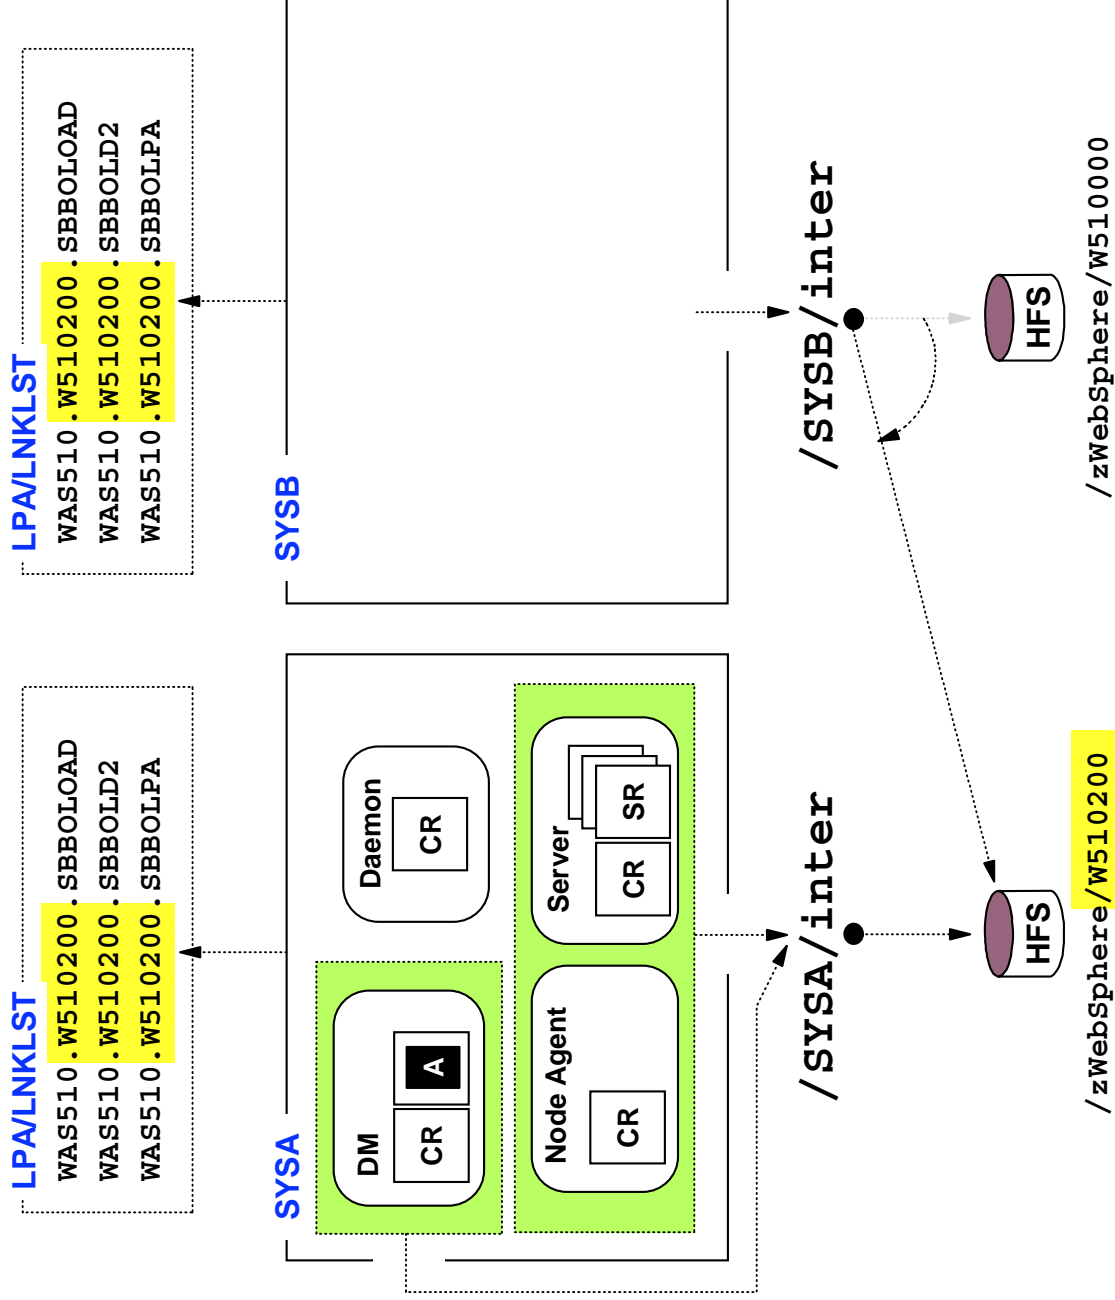 LPA/LNKLST
WAS510.W510200.SBBOLOAD
WAS510.W510200.SBBOLD2
WAS510.W510200.SBBOLPA
SYSA
DM
CR
A
Daemon
CR
Node Agent
CR
Server
CR
SR
/SYSA/inter
HFS
/zWebSphere/W510200
LPA/LNKLST
WAS510.W510200.SBBOLOAD
WAS510.W510200.SBBOLD2
WAS510.W510200.SBBOLPA
SYSB
/SYSB/inter
HFS
/zWebSphere/W510000